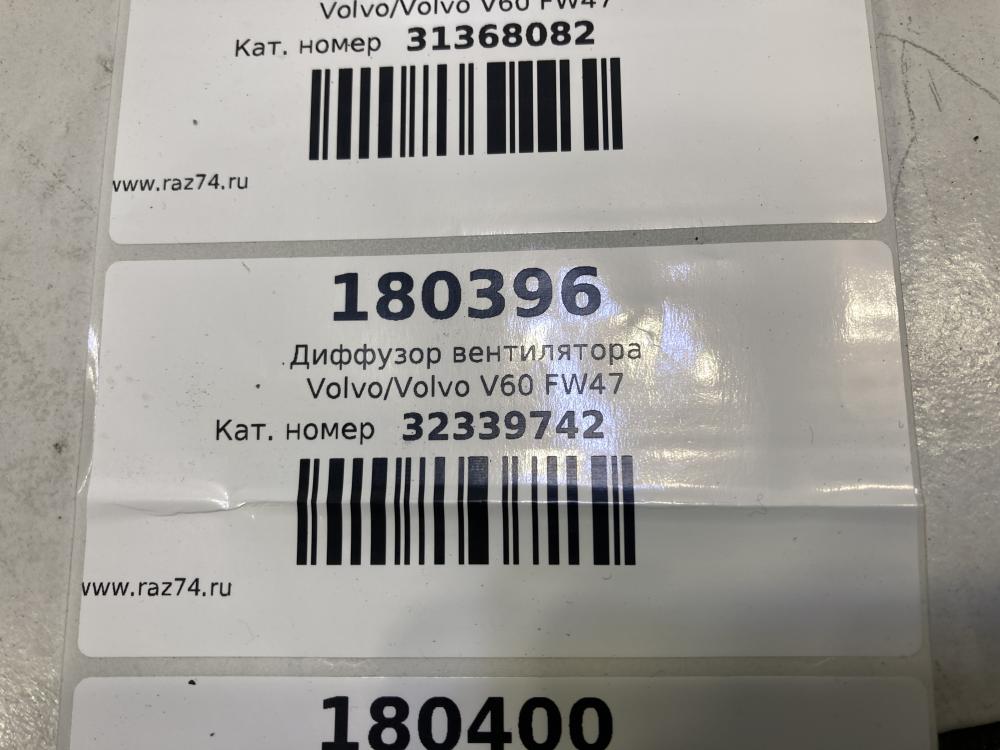 Volvo/Volvo V60 FW47
Кат. номер 31368082
www.raz74.ru
180396
Диффузор вентилятора
Volvo/Volvo V60 FW47
Кат. номер 32339742
www.raz74.ru
180400